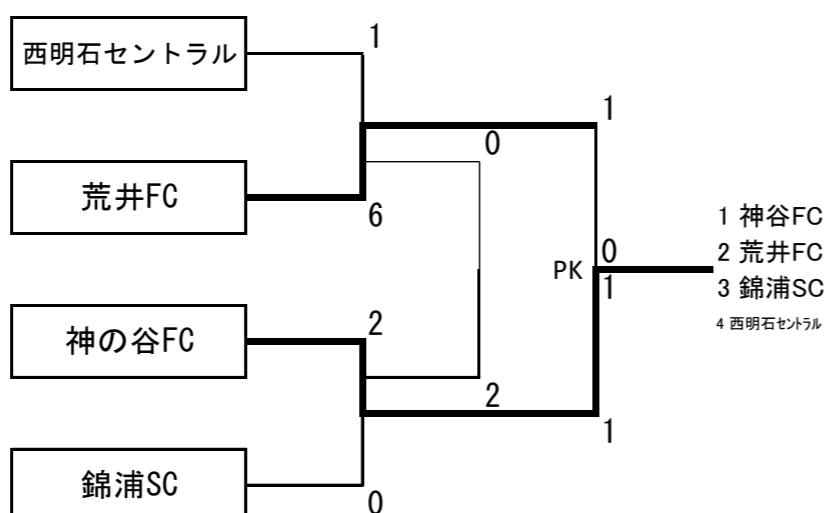 西明石セントラル
1
荒井FC
6
1
0
神の谷FC
2
錦浦SC
0
2
1
PK
0
1
1 神谷FC
2 荒井FC
3 錦浦SC
4 西明石セントラル